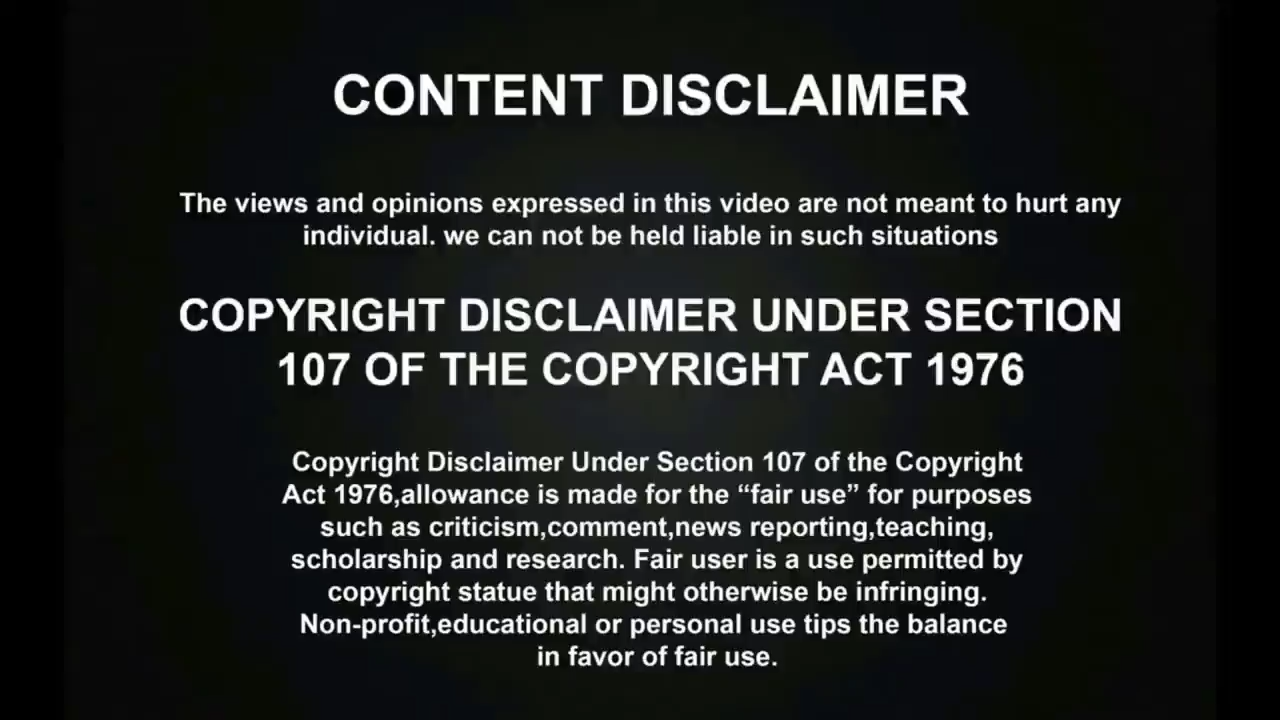 CONTENT DISCLAIMER
The views and opinions expressed in this video are not meant to hurt any
individual. we can not be held liable in such situations
COPYRIGHT DISCLAIMER UNDER SECTION
107 OF THE COPYRIGHT ACT 1976
Copyright Disclaimer Under Section 107 of the Copyright
Act 1976,allowance is made for the “fair use” for purposes
such as criticism,comment,news reporting,teaching,
scholarship and research. Fair user is a use permitted by
copyright statue that might otherwise be infringing.
Non-profit,educational or personal use tips the balance
in favor of fair use.